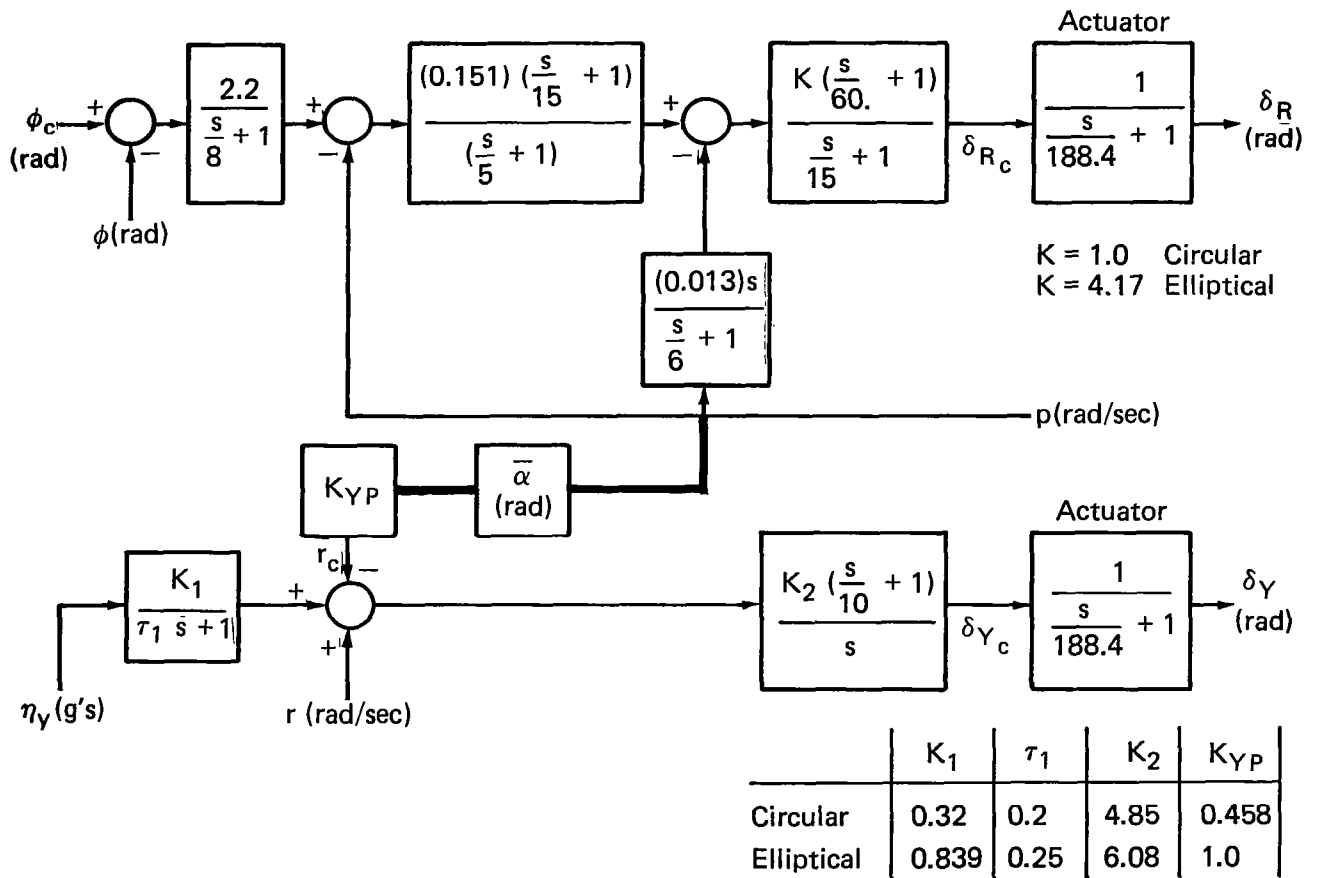 Actuator
ϕc
(rad)
+
−
ϕ(rad)
2.2
s/8 + 1
+
−
(0.151) (s/15 + 1)
(s/5 + 1)
+
−
K (s/60. + 1)
s/15 + 1
δRc
1
s/188.4 + 1
δR
(rad)
K = 1.0 Circular
K = 4.17 Elliptical
(0.013)s
s/6 + 1
p(rad/sec)
KYP
α̅
(rad)
rc
−
Actuator
K1
τ1 s + 1
+
+
ηy(g's)
r (rad/sec)
K2 (s/10 + 1)
s
δYc
1
s/188.4 + 1
δY
(rad)
K1 τ1 K2 KYP
Circular 0.32 0.2 4.85 0.458
Elliptical 0.839 0.25 6.08 1.0